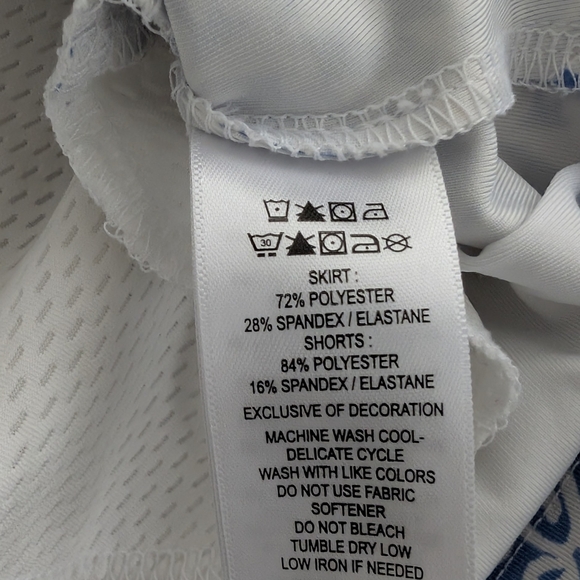 30
SKIRT :
72% POLYESTER
28% SPANDEX / ELASTANE
SHORTS :
84% POLYESTER
16% SPANDEX / ELASTANE
EXCLUSIVE OF DECORATION
MACHINE WASH COOL-
DELICATE CYCLE
WASH WITH LIKE COLORS
DO NOT USE FABRIC
SOFTENER
DO NOT BLEACH
TUMBLE DRY LOW
LOW IRON IF NEEDED